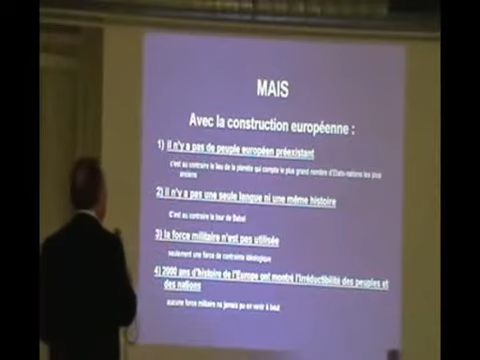 MAIS
Avec la construction européenne :
1) il n'y a pas de peuple européen préexistant
c'est au contraire le lieu de la planète qui compte le plus grand nombre d'Etats-nations les plus
anciens
2) il n'y a pas une seule langue ni une même histoire
C'est au contraire la tour de Babel
3) la force militaire n'est pas utilisée
seulement une force de contrainte idéologique
4) 2000 ans d'histoire de l'Europe ont montré l'irréductibilité des peuples et
des nations
aucune force militaire n'a jamais pu en venir à bout